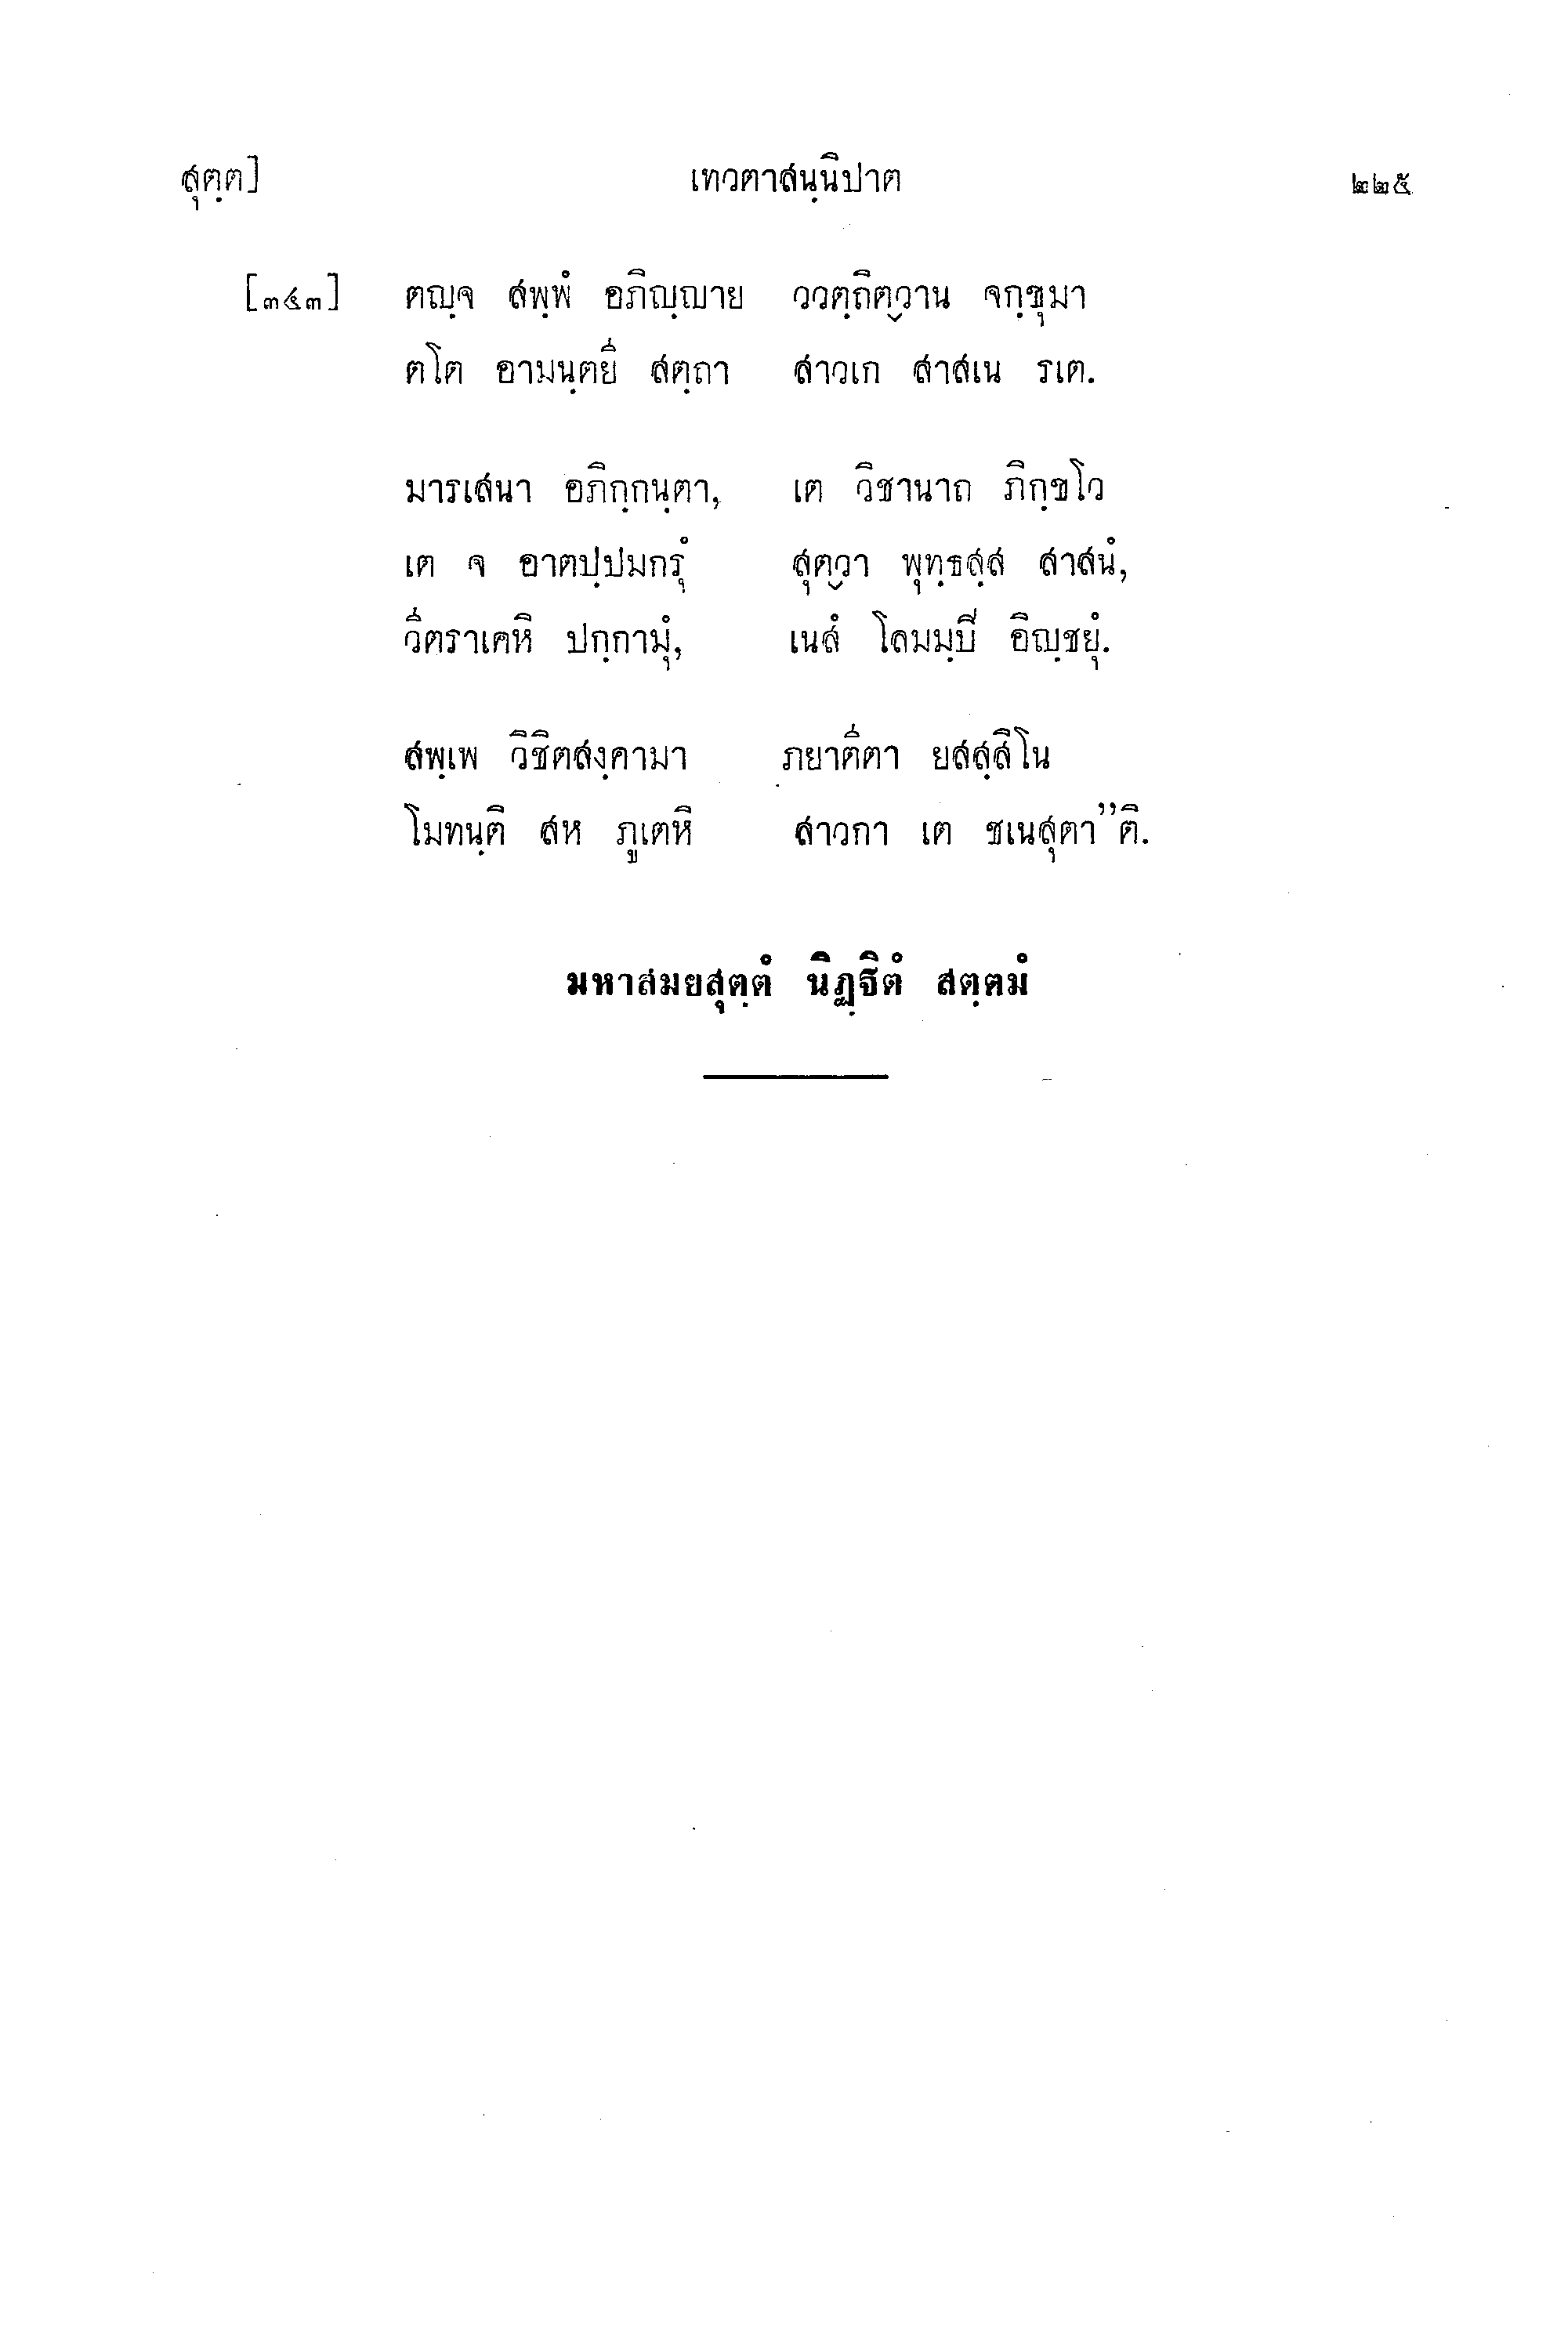 สุตฺต] เทวตาสนฺนิปาต ๒๒๕
[๓๔๓] ตญฺจ สพฺพํ อภิญฺญาย ววตฺถิตฺวาน จกฺขุมา
ตโต อามนฺตยี สตฺถา สาวเก สาสเน รเต.
มารเสนา อภิกฺกนฺตา, เต วิชานาถ ภิกฺขโว
เต จ อาตปฺปมกรุํ สุตฺวา พุทฺธสฺส สาสนํ,
วีตราเคหิ ปกฺกามุํ, เนสํ โลมมฺปิ อิญฺชยุํ.
สพฺเพ วิชิตสงฺคามา ภยาตีตา ยสสฺสิโน
โมทนฺติ สห ภูเตหิ สาวกา เต ชเนสุตา”ติ.
มหาสมยสุตฺตํ นิฏฺฐิตํ สตฺตมํ